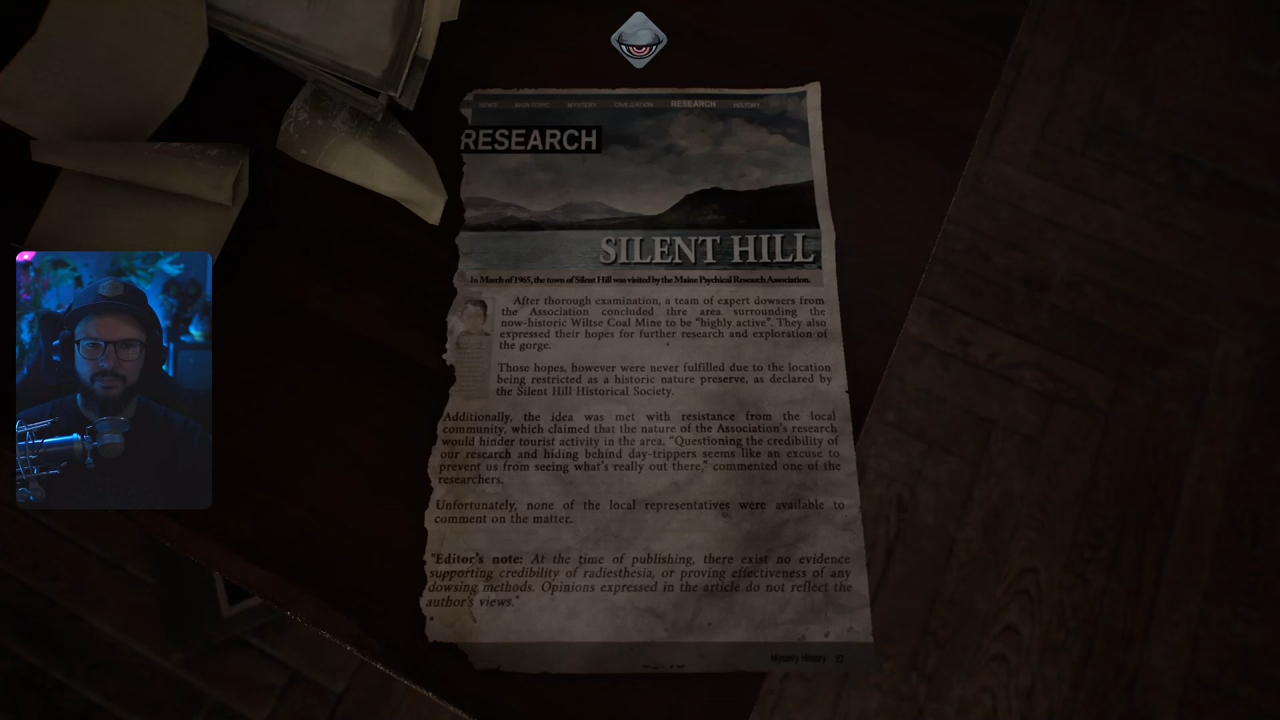 NEWS MAIN TOPIC MYSTERY CIVILIZATION RESEARCH HISTORY
RESEARCH
SILENT HILL
In March of 1965, the town of Silent Hill was visited by the Maine Psychical Research Association.
After thorough examination, a team of expert dowsers from
the Association concluded thre area surrounding the
now-historic Wiltse Coal Mine to be "highly active". They also
expressed their hopes for further research and exploration of
the gorge.
Those hopes, however were never fulfilled due to the location
being restricted as a historic nature preserve, as declared by
the Silent Hill Historical Society.
Additionally, the idea was met with resistance from the local
community, which claimed that the nature of the Association's research
would hinder tourist activity in the area. "Questioning the credibility of
our research and hiding behind day-trippers seems like an excuse to
prevent us from seeing what's really out there," commented one of the
researchers.
Unfortunately, none of the local representatives were available to
comment on the matter.
"Editor's note: At the time of publishing, there exist no evidence
supporting credibility of radiesthesia, or proving effectiveness of any
dowsing methods. Opinions expressed in the article do not reflect the
author's views."
Mystery History